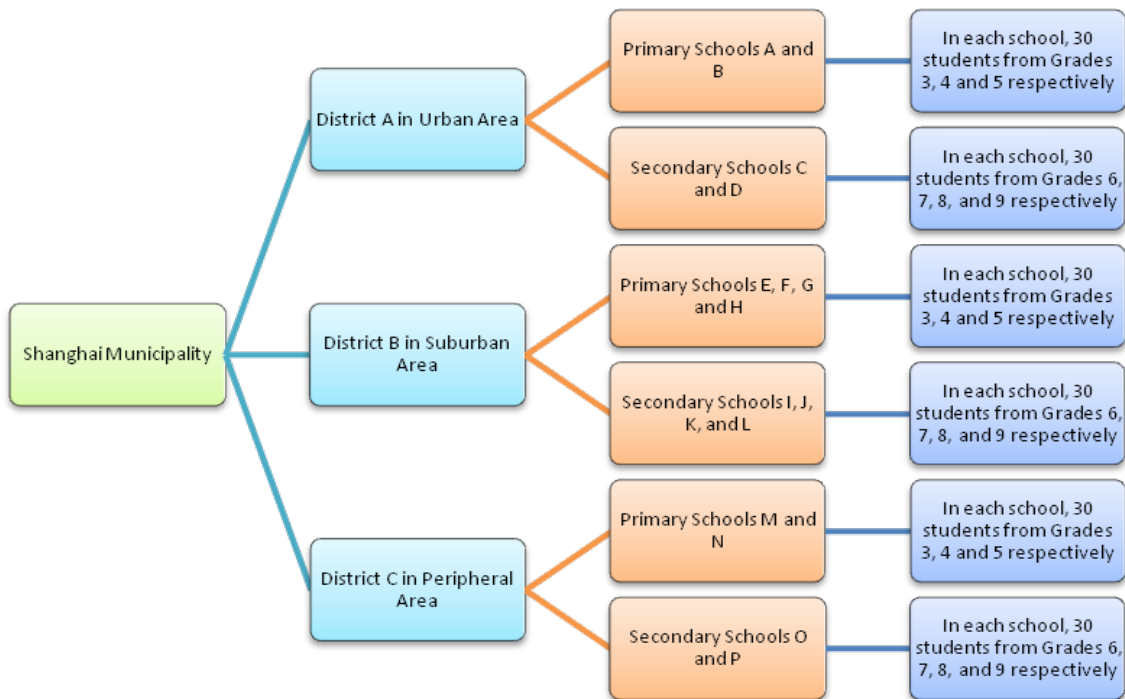 Shanghai Municipality
District A in Urban Area
Primary Schools A and
B
In each school, 30
students from Grades
3, 4 and 5 respectively
Secondary Schools C
and D
In each school, 30
students from Grades 6,
7, 8, and 9 respectively
District B in Suburban
Area
Primary Schools E, F, G
and H
In each school, 30
students from Grades
3, 4 and 5 respectively
Secondary Schools I, J,
K, and L
In each school, 30
students from Grades 6,
7, 8, and 9 respectively
District C in Peripheral
Area
Primary Schools M and
N
In each school, 30
students from Grades
3, 4 and 5 respectively
Secondary Schools O
and P
In each school, 30
students from Grades 6,
7, 8, and 9 respectively